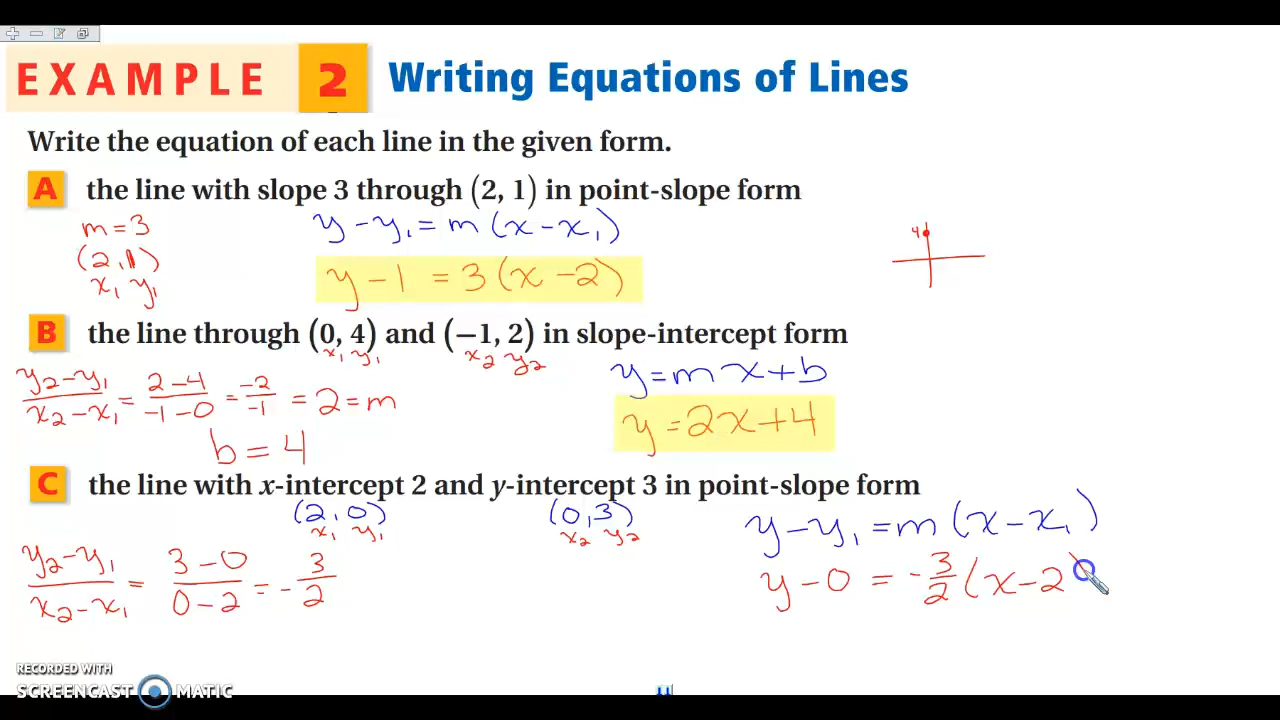 EXAMPLE 2 Writing Equations of Lines
Write the equation of each line in the given form.
A the line with slope 3 through (2, 1) in point-slope form
m = 3
y - y₁ = m (x - x₁)
4
(2, 1)
x₁ y₁
y - 1 = 3 (x - 2)
B the line through (0, 4) and (−1, 2) in slope-intercept form
x₁ y₁ x₂ y₂
y₂-y₁/x₂-x₁ = 2-4/-1-0 = -2/-1 = 2 = m
y = mx + b
b = 4
y = 2x + 4
C the line with x-intercept 2 and y-intercept 3 in point-slope form
(2, 0) (0, 3)
x₁ y₁ x₂ y₂
y - y₁ = m (x - x₁)
y₂-y₁/x₂-x₁ = 3-0/0-2 = -3/2
y - 0 = -3/2 (x - 2
RECORDED WITH
SCREENCAST MATIC